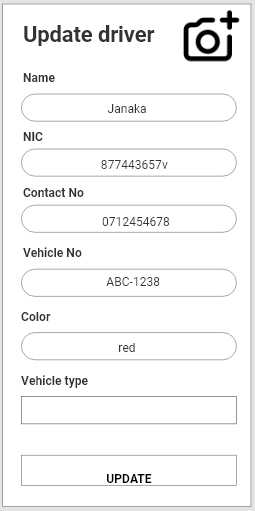 Update driver
Name
Janaka
NIC
877443657v
Contact No
0712454678
Vehicle No
ABC-1238
Color
red
Vehicle type
UPDATE